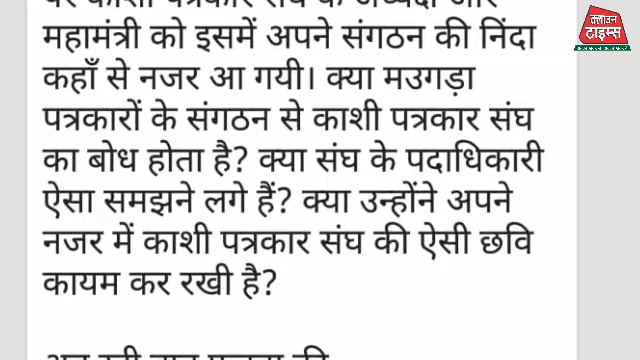 महामंत्री को इसमें अपने संगठन की निंदा
कहाँ से नजर आ गयी। क्या मउगड़ा
पत्रकारों के संगठन से काशी पत्रकार संघ
का बोध होता है? क्या संघ के पदाधिकारी
ऐसा समझने लगे हैं? क्या उन्होंने अपने
नजर में काशी पत्रकार संघ की ऐसी छवि
कायम कर रखी है?
क्लाउन
टाइम्स